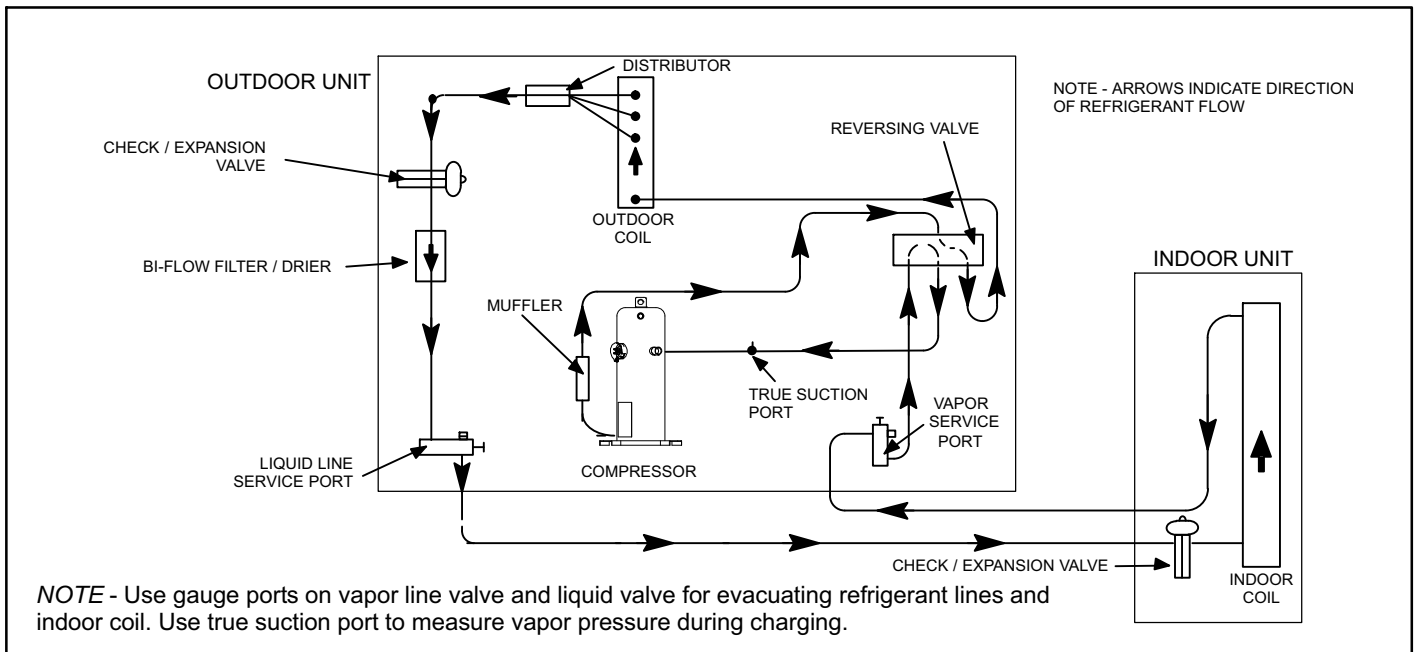 OUTDOOR UNIT
DISTRIBUTOR
NOTE - ARROWS INDICATE DIRECTION
OF REFRIGERANT FLOW
REVERSING VALVE
CHECK / EXPANSION
VALVE
OUTDOOR
COIL
BI-FLOW FILTER / DRIER
INDOOR UNIT
MUFFLER
TRUE SUCTION
PORT
VAPOR
SERVICE
PORT
LIQUID LINE
SERVICE PORT
COMPRESSOR
CHECK / EXPANSION VALVE
INDOOR
COIL
NOTE - Use gauge ports on vapor line valve and liquid valve for evacuating refrigerant lines and
indoor coil. Use true suction port to measure vapor pressure during charging.